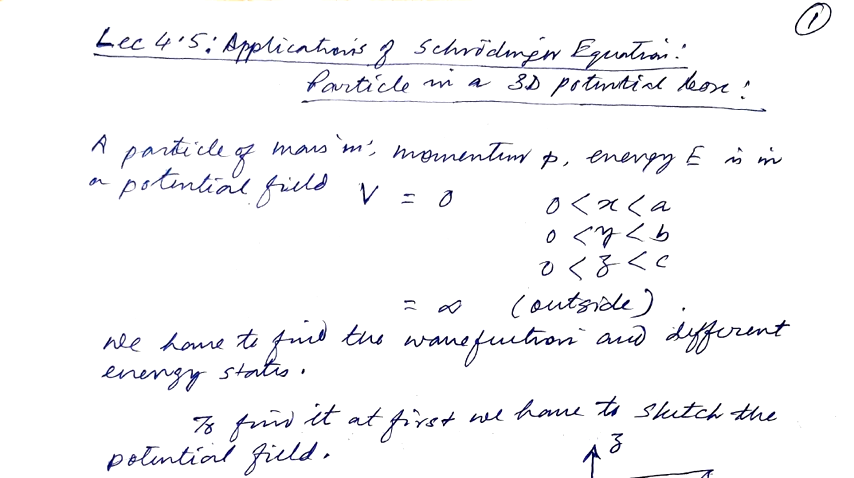 ①
Lec 4.5: Applications of Schrödinger Equation:
Particle in a 3D potential box:
A particle of mass 'm', momentum p, energy E is in
a potential field V = 0 0 < x < a
0 < y < b
0 < z < c
= ∞ (outside).
We have to find the wavefunction and different
energy states.
To find it at first we have to sketch the
potential field.
z